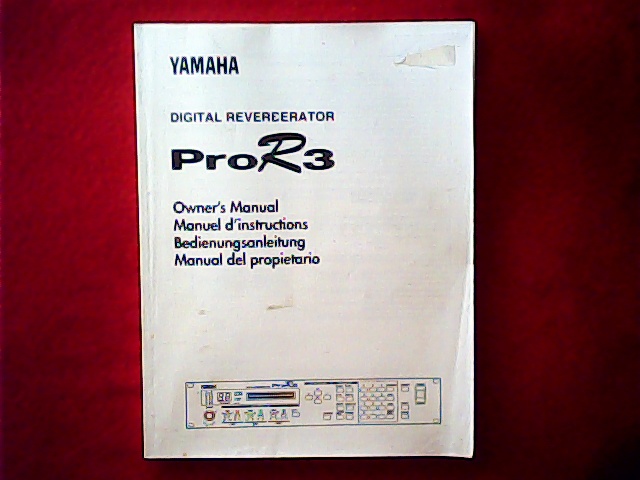 YAMAHA
DIGITAL REVERBERATOR
ProR3
Owner's Manual
Manuel d'instructions
Bedienungsanleitung
Manual del propietario